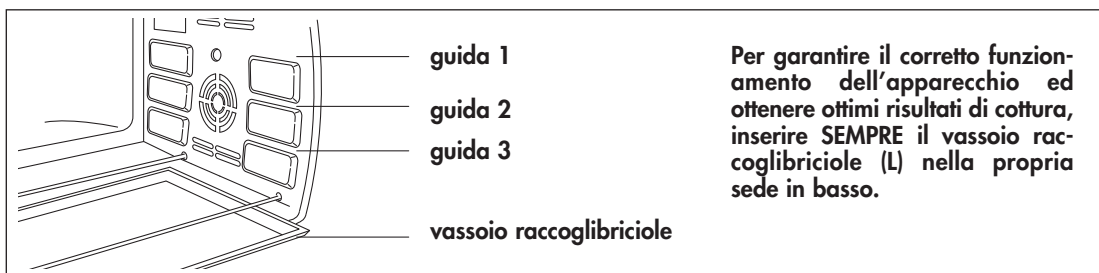 guida 1
guida 2
guida 3
vassoio raccoglibriciole
Per garantire il corretto funzion-
amento dell'apparecchio ed
ottenere ottimi risultati di cottura,
inserire SEMPRE il vassoio rac-
coglibriciole (L) nella propria
sede in basso.